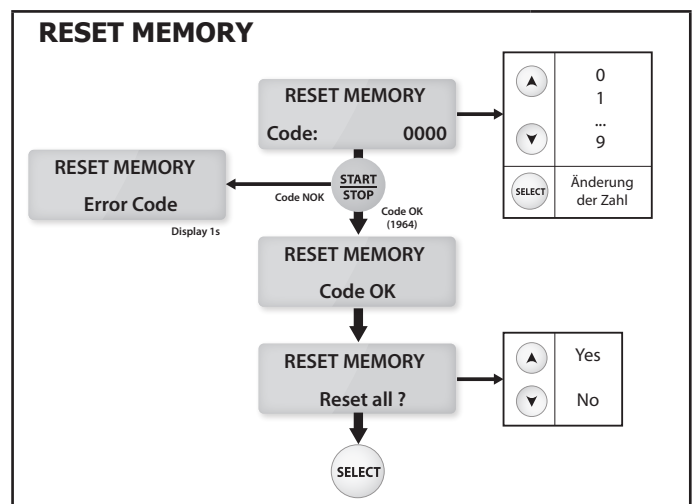 RESET MEMORY
RESET MEMORY
Code: 0000
0
1
...
9
SELECT
Änderung
der Zahl
START
STOP
Code NOK
Code OK
(1964)
RESET MEMORY
Error Code
Display 1s
RESET MEMORY
Code OK
RESET MEMORY
Reset all ?
Yes
No
SELECT